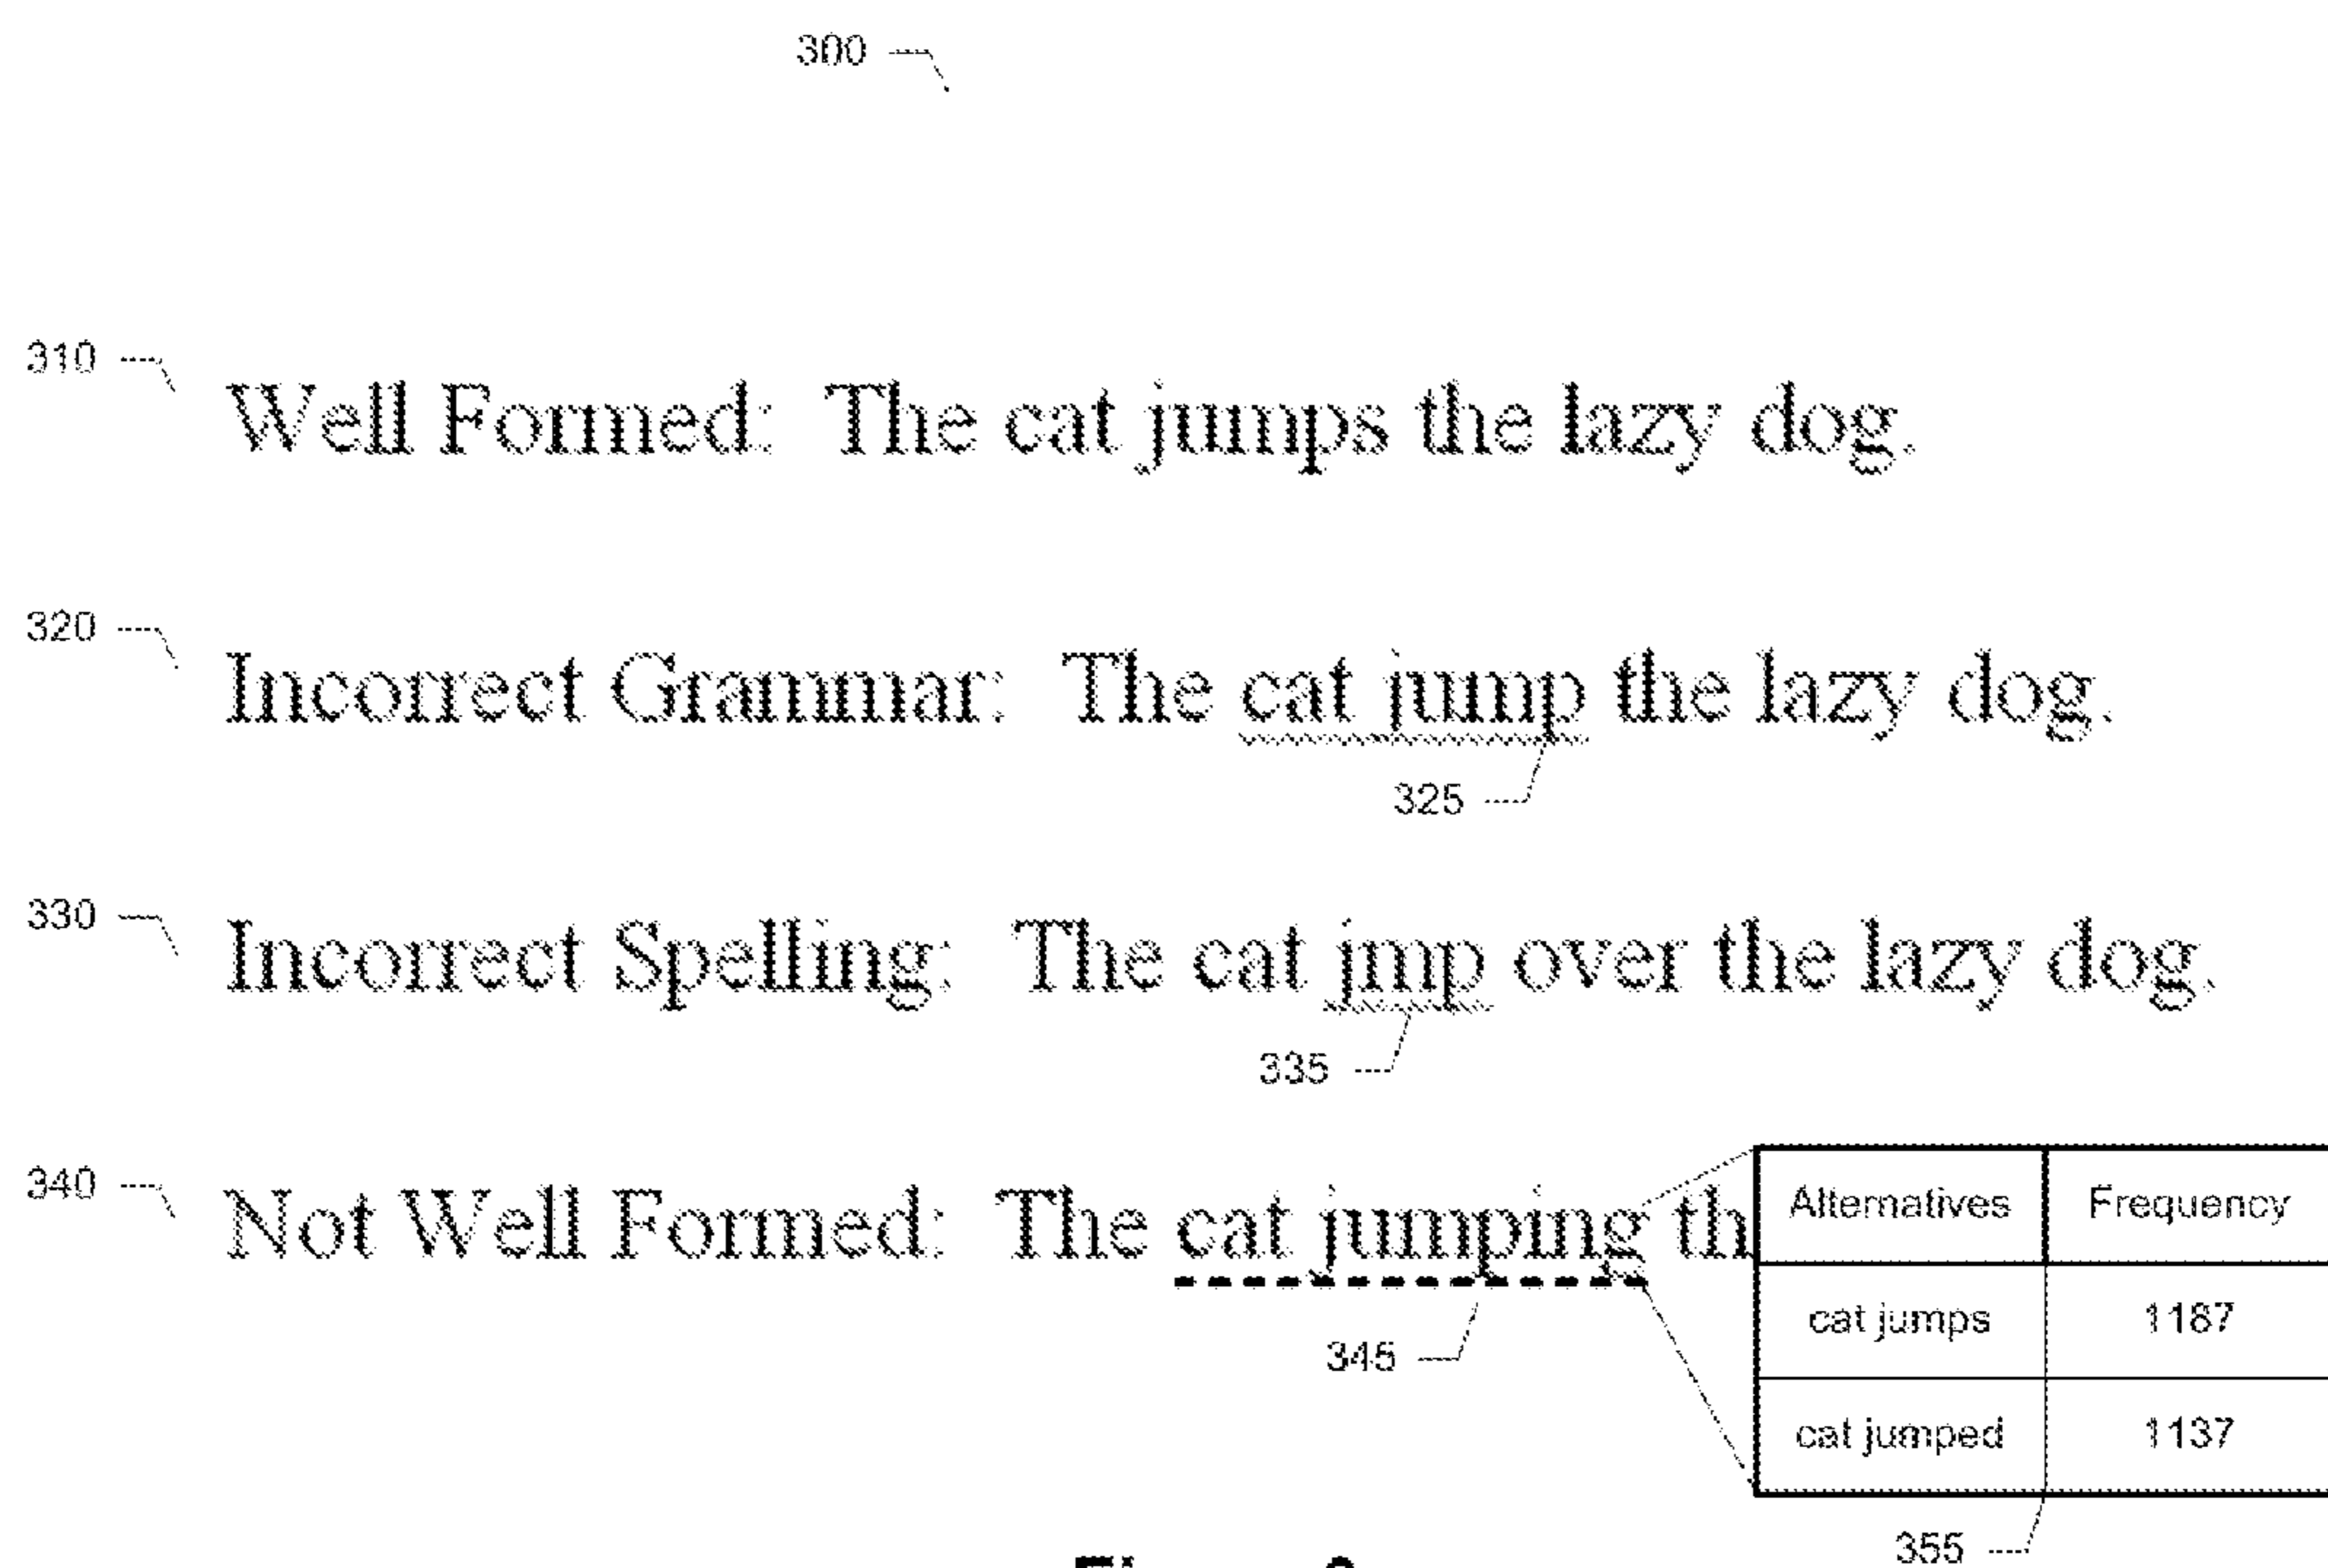 300
310
Well Formed: The cat jumps the lazy dog.
320
Incorrect Grammar: The cat jump the lazy dog.
325
330
Incorrect Spelling: The cat jmp over the lazy dog.
335
340
Not Well Formed: The cat jumping th
Alternatives Frequency
cat jumps 1187
345
cat jumped 1137
355